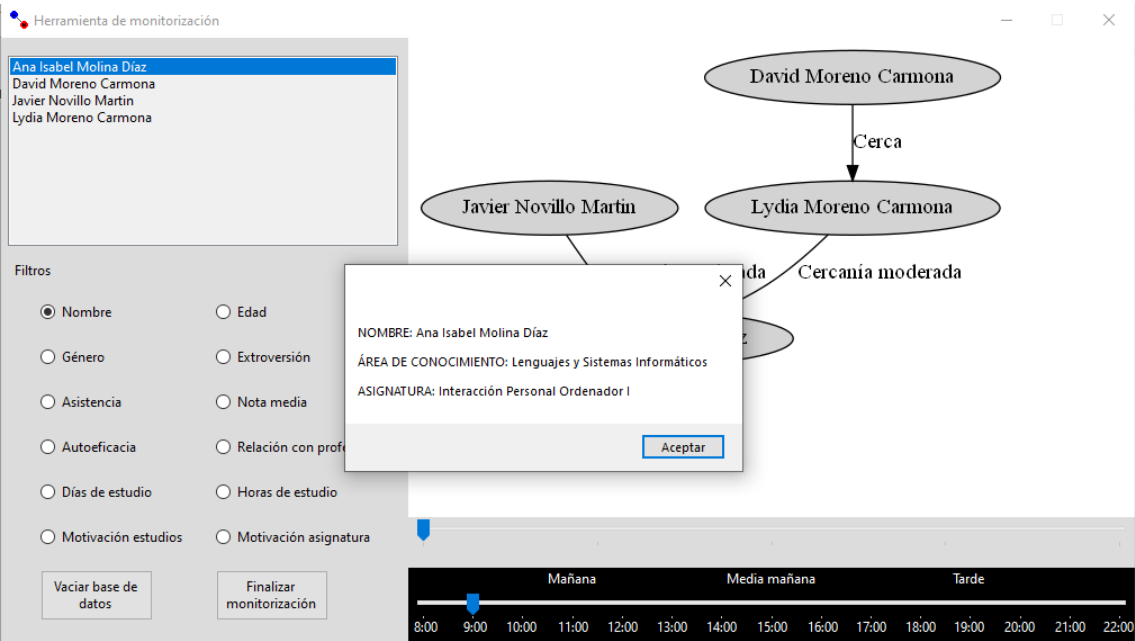 Herramienta de monitorización
Ana Isabel Molina Díaz
David Moreno Carmona
Javier Novillo Martin
Lydia Moreno Carmona
David Moreno Carmona
Cerca
Javier Novillo Martin
Lydia Moreno Carmona
Cercanía moderada
Filtros
Nombre
Edad
Género
Extroversión
Asistencia
Nota media
Autoeficacia
Relación con
Días de estudio
Horas de estudio
Motivación estudios
Motivación asignatura
Vaciar base de
datos
Finalizar
monitorización
NOMBRE: Ana Isabel Molina Díaz
ÁREA DE CONOCIMIENTO: Lenguajes y Sistemas Informáticos
ASIGNATURA: Interacción Personal Ordenador I
Aceptar
Mañana
Media mañana
Tarde
8:00 9:00 10:00 11:00 12:00 13:00 14:00 15:00 16:00 17:00 18:00 19:00 20:00 21:00 22:00